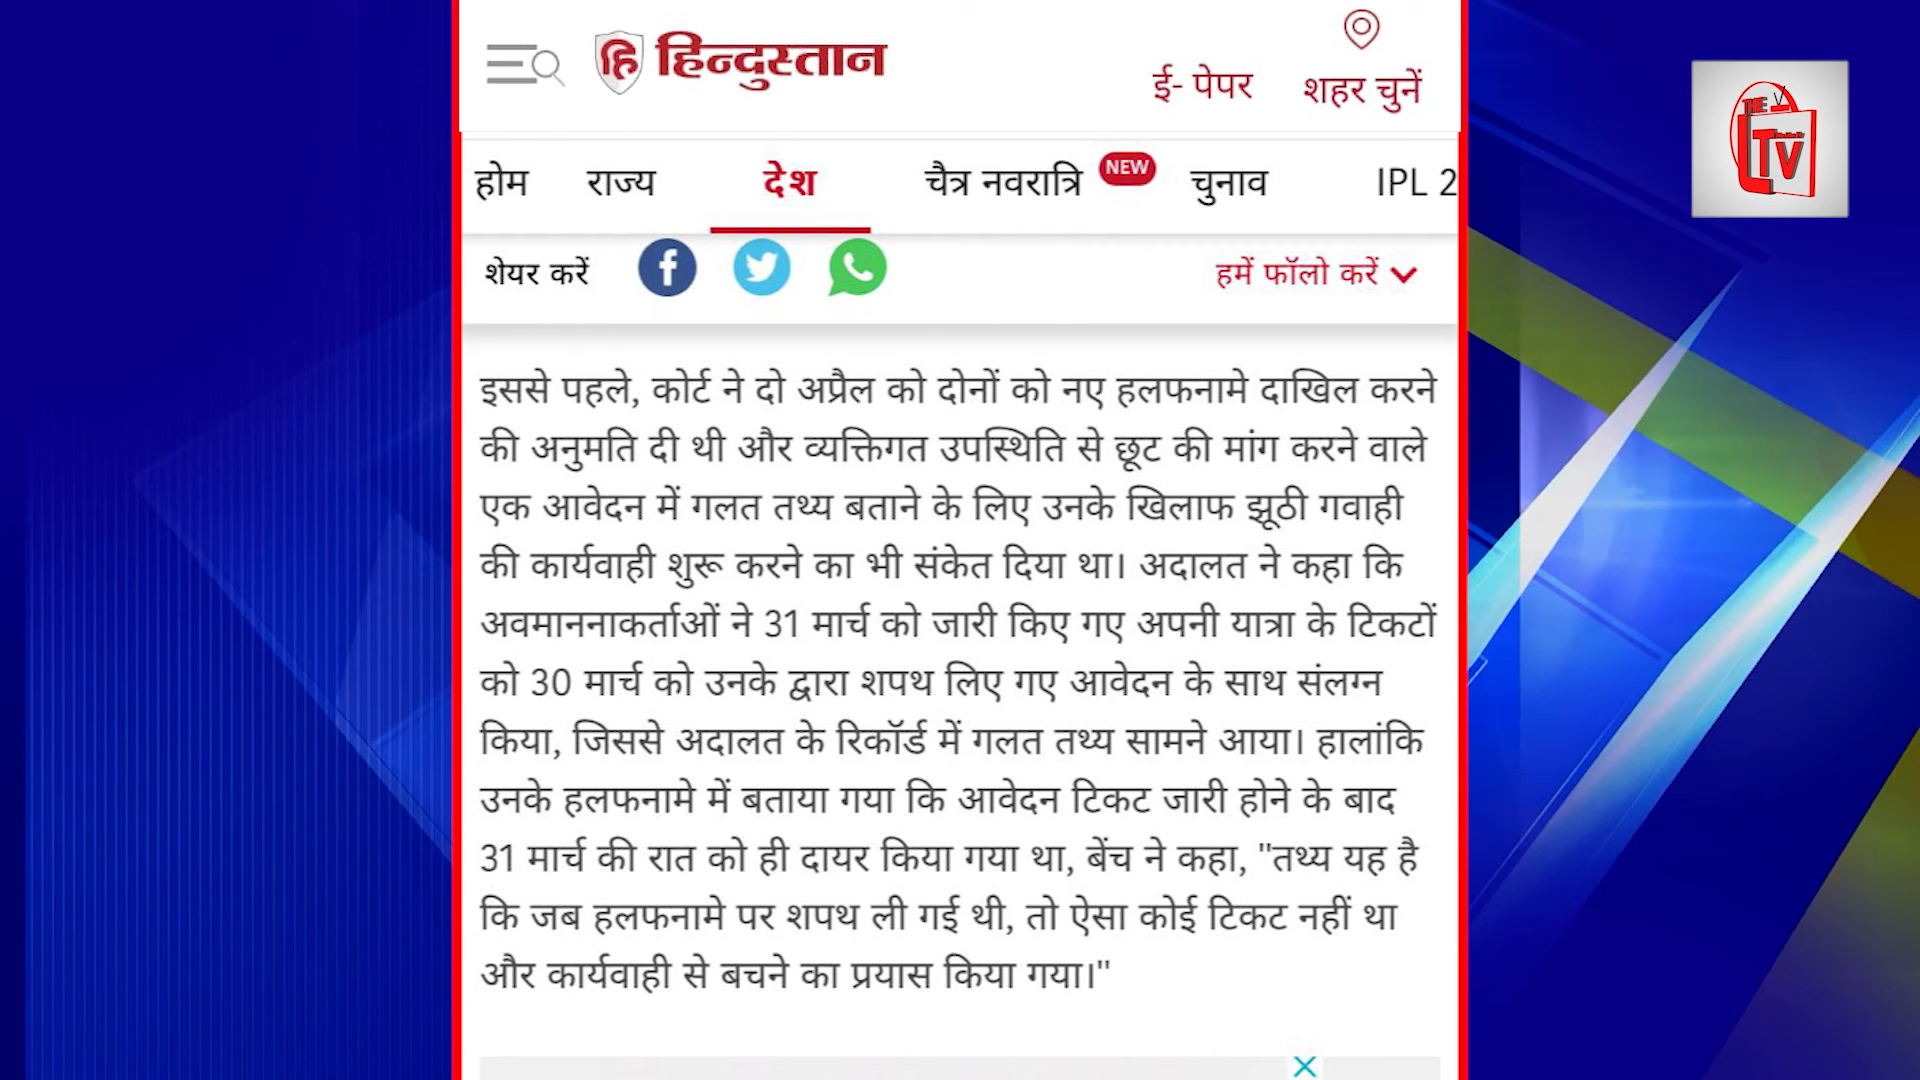 हिन्दुस्तान
ई- पेपर
शहर चुनें
होम राज्य देश चैत्र नवरात्रि NEW चुनाव IPL 2
शेयर करें हमें फॉलो करें
इससे पहले, कोर्ट ने दो अप्रैल को दोनों को नए हलफनामे दाखिल करने
की अनुमति दी थी और व्यक्तिगत उपस्थिति से छूट की मांग करने वाले
एक आवेदन में गलत तथ्य बताने के लिए उनके खिलाफ झूठी गवाही
की कार्यवाही शुरू करने का भी संकेत दिया था। अदालत ने कहा कि
अवमाननाकर्ताओं ने 31 मार्च को जारी किए गए अपनी यात्रा के टिकटों
को 30 मार्च को उनके द्वारा शपथ लिए गए आवेदन के साथ संलग्न
किया, जिससे अदालत के रिकॉर्ड में गलत तथ्य सामने आया। हालांकि
उनके हलफनामे में बताया गया कि आवेदन टिकट जारी होने के बाद
31 मार्च की रात को ही दायर किया गया था, बेंच ने कहा, "तथ्य यह है
कि जब हलफनामे पर शपथ ली गई थी, तो ऐसा कोई टिकट नहीं था
और कार्यवाही से बचने का प्रयास किया गया।"
THE
TV